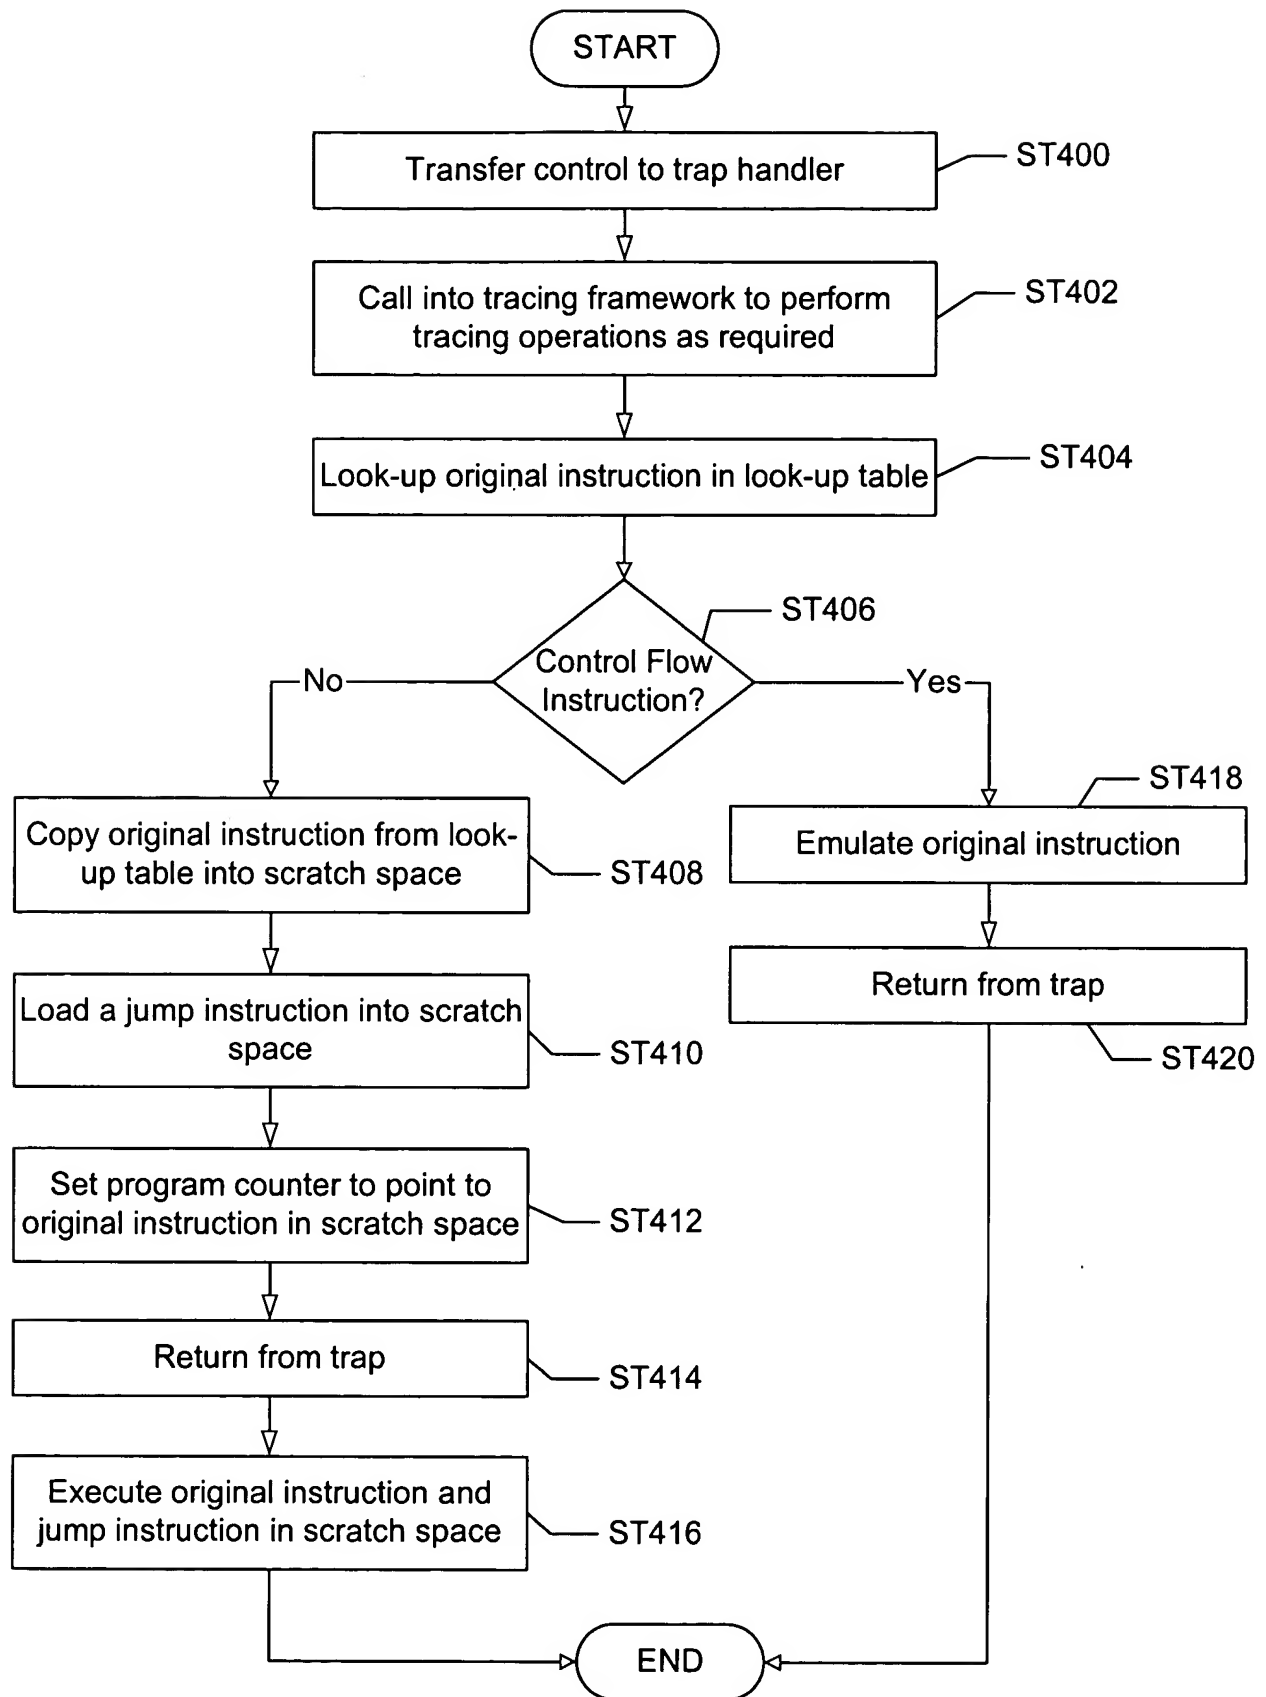 START
Transfer control to trap handler
ST400
Call into tracing framework to perform
tracing operations as required
ST402
Look-up original instruction in look-up table
ST404
Control Flow
Instruction?
ST406
No
Yes
Copy original instruction from look-
up table into scratch space
ST408
Load a jump instruction into scratch
space
ST410
Set program counter to point to
original instruction in scratch space
ST412
Return from trap
ST414
Execute original instruction and
jump instruction in scratch space
ST416
Emulate original instruction
ST418
Return from trap
ST420
END